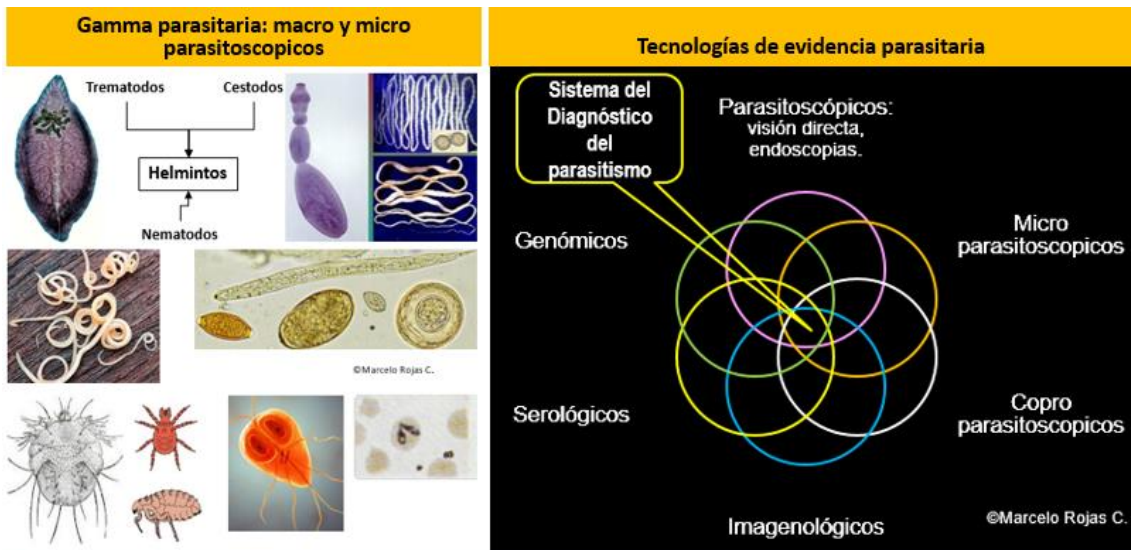 Gamma parasitaria: macro y micro
parasitoscopicos
Trematodos
Cestodos
Helmintos
Nematodos
©Marcelo Rojas C.
Tecnologías de evidencia parasitaria
Sistema del
Diagnóstico
del
parasitismo
Parasitoscópicos:
visión directa,
endoscopias.
Genómicos
Micro
parasitoscopicos
Serológicos
Copro
parasitoscopicos
Imagenológicos
©Marcelo Rojas C.